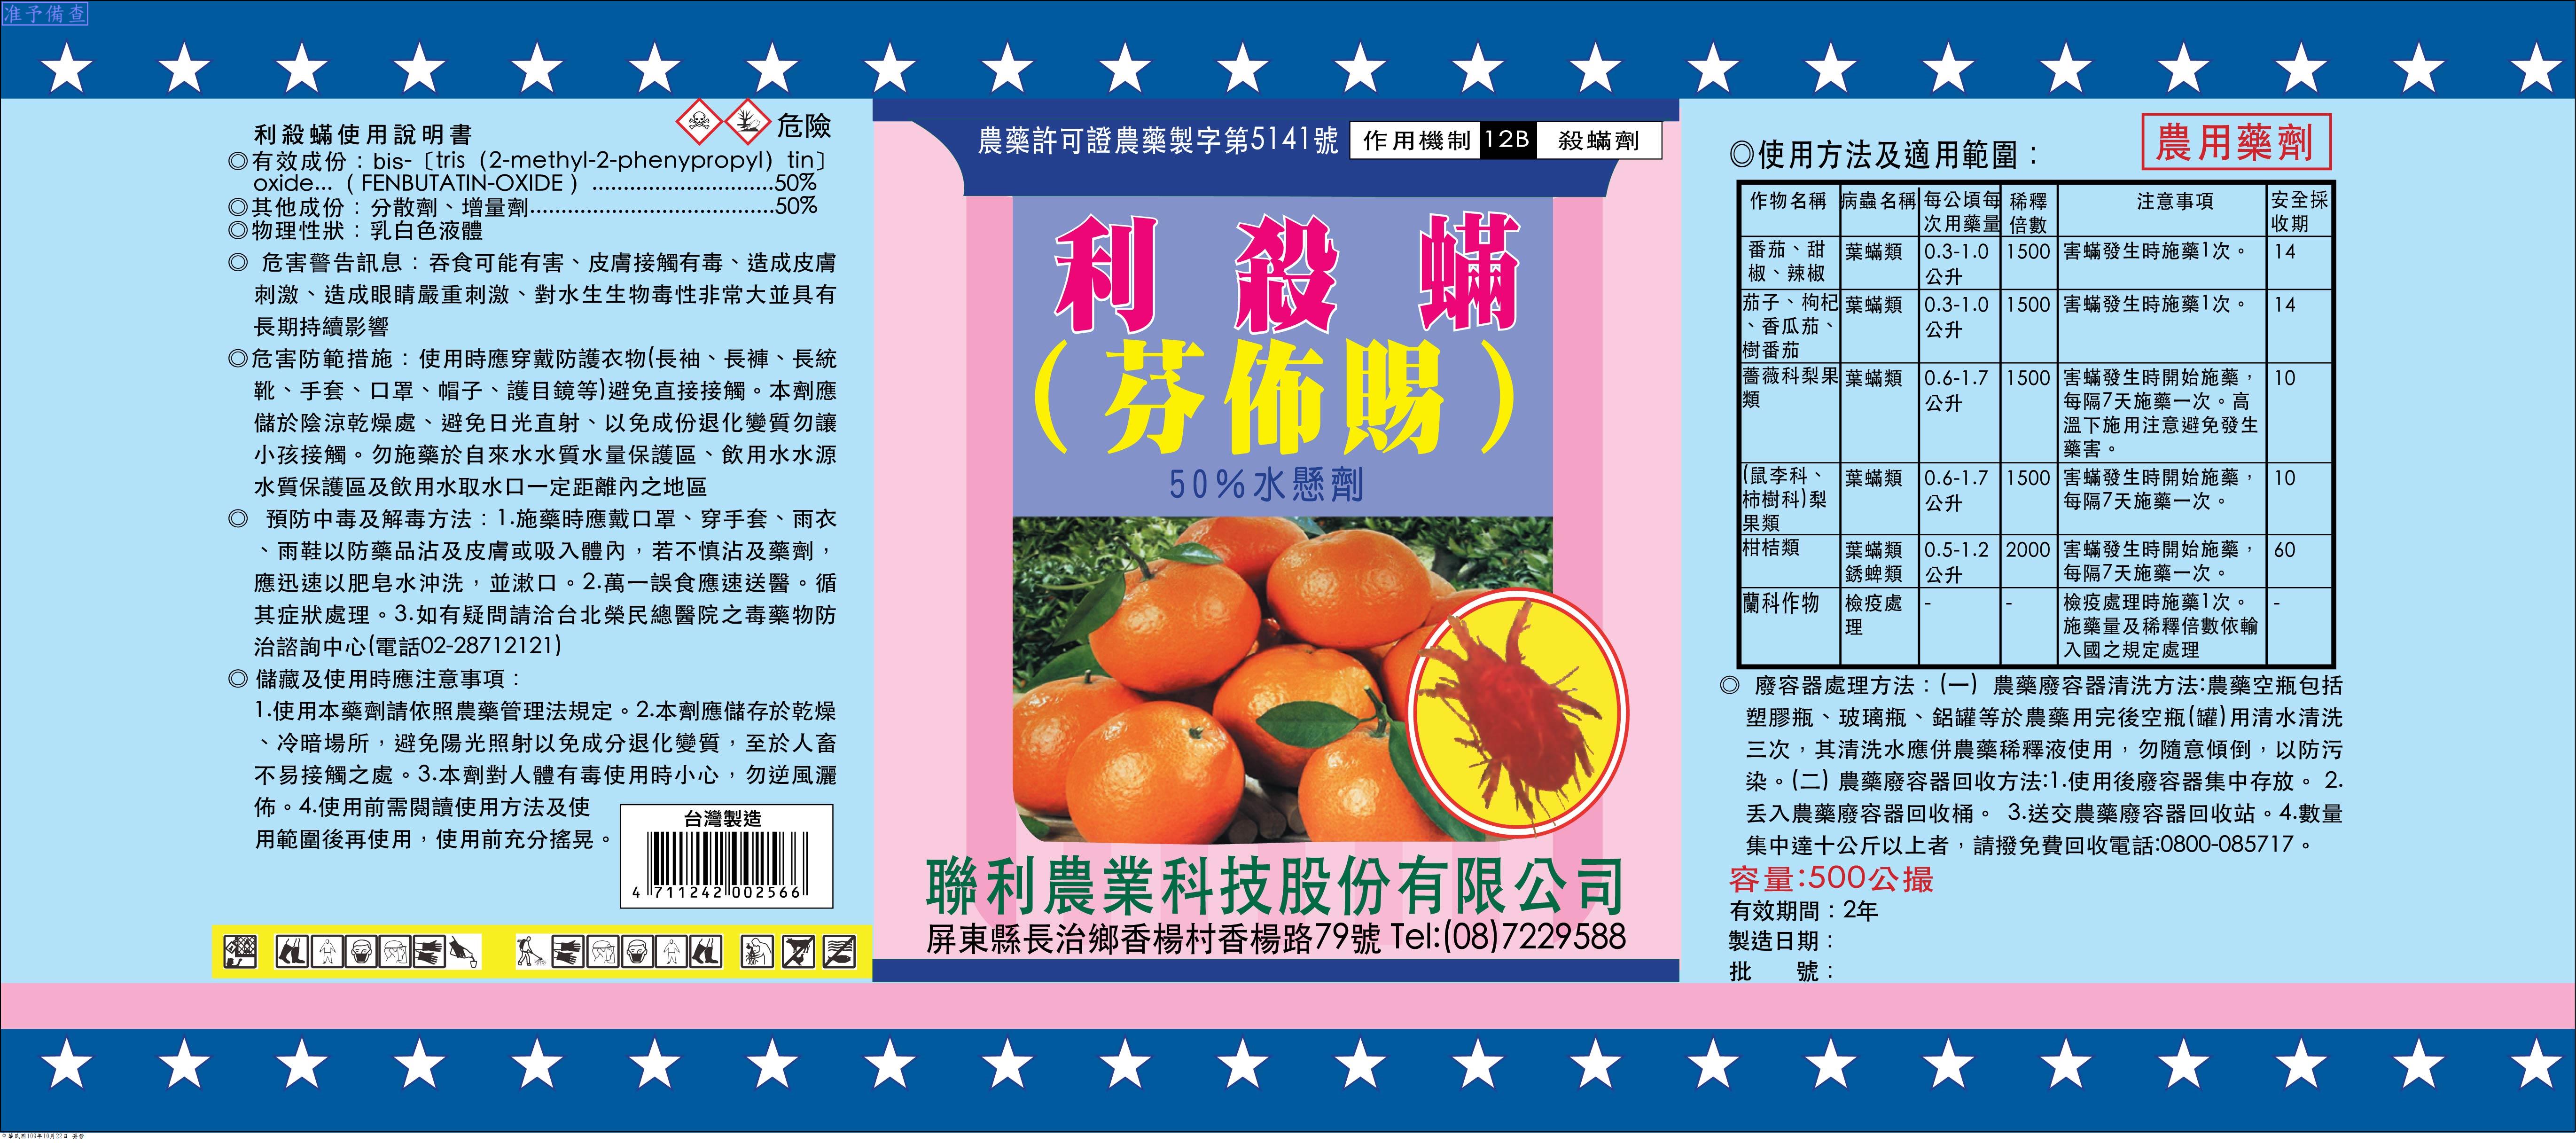 准予備查
利殺蟎使用說明書
危險
◎有效成份：bis-〔tris（2-methyl-2-phenypropyl）tin〕
oxide...（FENBUTATIN-OXIDE）.............................50%
◎其他成份：分散劑、增量劑.......................................50%
◎物理性狀：乳白色液體
◎ 危害警告訊息：吞食可能有害、皮膚接觸有毒、造成皮膚
刺激、造成眼睛嚴重刺激、對水生生物毒性非常大並具有
長期持續影響
◎危害防範措施：使用時應穿戴防護衣物(長袖、長褲、長統
靴、手套、口罩、帽子、護目鏡等)避免直接接觸。本劑應
儲於陰涼乾燥處、避免日光直射、以免成份退化變質勿讓
小孩接觸。勿施藥於自來水水質水量保護區、飲用水水源
水質保護區及飲用水取水口一定距離內之地區
◎ 預防中毒及解毒方法：1.施藥時應戴口罩、穿手套、雨衣
、雨鞋以防藥品沾及皮膚或吸入體內，若不慎沾及藥劑，
應迅速以肥皂水沖洗，並漱口。2.萬一誤食應速送醫。循
其症狀處理。3.如有疑問請洽台北榮民總醫院之毒藥物防
治諮詢中心(電話02-28712121)
◎ 儲藏及使用時應注意事項：
1.使用本藥劑請依照農藥管理法規定。2.本劑應儲存於乾燥
、冷暗場所，避免陽光照射以免成分退化變質，至於人畜
不易接觸之處。3.本劑對人體有毒使用時小心，勿逆風灑
佈。4.使用前需閱讀使用方法及使
用範圍後再使用，使用前充分搖晃。
台灣製造
4 711242 002566
農藥許可證農藥製字第5141號 作用機制 12B 殺蟎劑
利殺蟎
（芬佈賜）
50%水懸劑
聯利農業科技股份有限公司
屏東縣長治鄉香楊村香楊路79號 Tel:(08)7229588
農用藥劑
◎使用方法及適用範圍：
作物名稱 病蟲名稱 每公頃每次用藥量 稀釋倍數 注意事項 安全採收期
番茄、甜椒、辣椒 葉蟎類 0.3-1.0公升 1500 害蟎發生時施藥1次。 14
茄子、枸杞、香瓜茄、樹番茄 葉蟎類 0.3-1.0公升 1500 害蟎發生時施藥1次。 14
薔薇科梨果類 葉蟎類 0.6-1.7公升 1500 害蟎發生時開始施藥，每隔7天施藥一次。高溫下施用注意避免發生藥害。 10
(鼠李科、柿樹科)梨果類 葉蟎類 0.6-1.7公升 1500 害蟎發生時開始施藥，每隔7天施藥一次。 10
柑桔類 葉蟎類銹蜱類 0.5-1.2公升 2000 害蟎發生時開始施藥，每隔7天施藥一次。 60
蘭科作物 檢疫處理 - - 檢疫處理時施藥1次。施藥量及稀釋倍數依輸入國之規定處理 -
◎ 廢容器處理方法：(一) 農藥廢容器清洗方法:農藥空瓶包括
塑膠瓶、玻璃瓶、鋁罐等於農藥用完後空瓶(罐)用清水清洗
三次，其清洗水應併農藥稀釋液使用，勿隨意傾倒，以防污
染。(二) 農藥廢容器回收方法:1.使用後廢容器集中存放。 2.
丟入農藥廢容器回收桶。 3.送交農藥廢容器回收站。4.數量
集中達十公斤以上者，請撥免費回收電話:0800-085717。
容量:500公撮
有效期間：2年
製造日期：
批　號：
中華民國109年10月22日 簽發